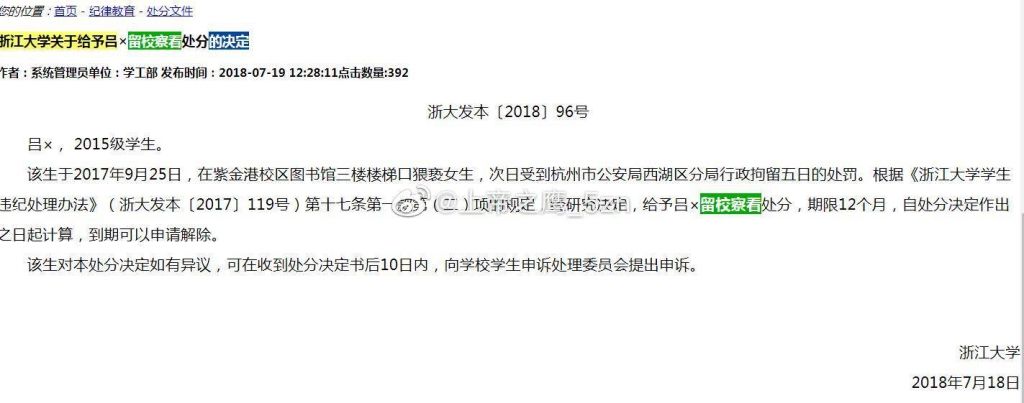 您的位置：首页 - 纪律教育 - 处分文件
浙江大学关于给予吕×留校察看处分的决定
作者：系统管理员单位：学工部 发布时间：2018-07-19 12:28:11点击数量:392
浙大发本〔2018〕96号
吕×， 2015级学生。
该生于2017年9月25日，在紫金港校区图书馆三楼楼梯口猥亵女生，次日受到杭州市公安局西湖区分局行政拘留五日的处罚。根据《浙江大学学生
违纪处理办法》（浙大发本〔2017〕119号）第十七条第一（二）项的规定，经研究决定，给予吕×留校察看处分，期限12个月，自处分决定作出
之日起计算，到期可以申请解除。
该生对本处分决定如有异议，可在收到处分决定书后10日内，向学校学生申诉处理委员会提出申诉。
@上帝之鹰_5zn
浙江大学
2018年7月18日